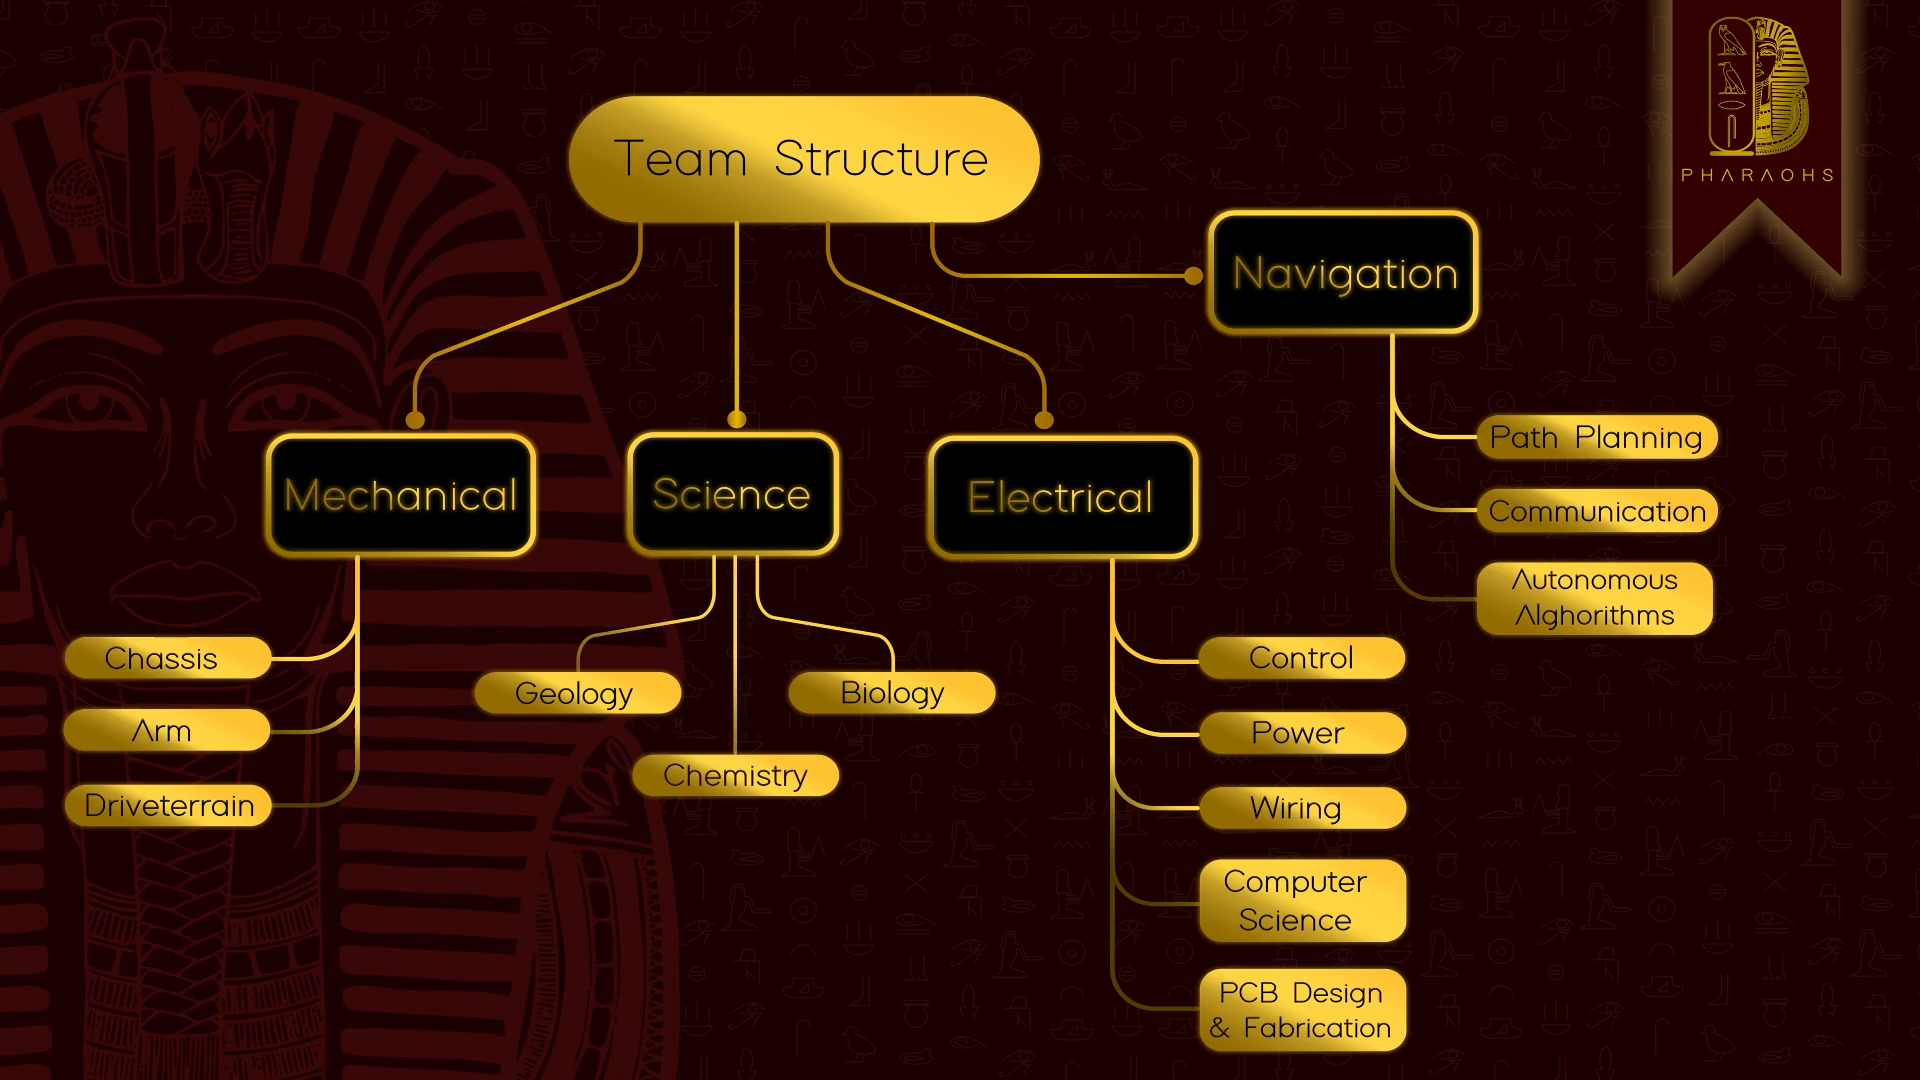 Team Structure
PHARAOHS
Navigation
Path Planning
Communication
Autonomous
Alghorithms
Mechanical
Chassis
Arm
Driveterrain
Science
Geology
Chemistry
Biology
Electrical
Control
Power
Wiring
Computer
Science
PCB Design
& Fabrication